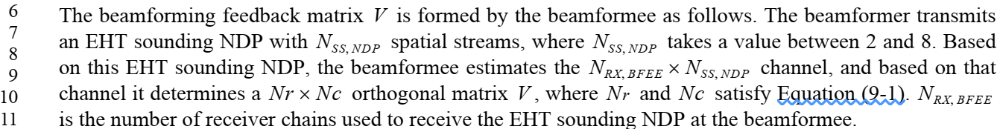 6 The beamforming feedback matrix V is formed by the beamformee as follows. The beamformer transmits
7 an EHT sounding NDP with N_{SS, NDP} spatial streams, where N_{SS, NDP} takes a value between 2 and 8. Based
8
9 on this EHT sounding NDP, the beamformee estimates the N_{RX, BFEE} × N_{SS, NDP} channel, and based on that
10 channel it determines a Nr × Nc orthogonal matrix V, where Nr and Nc satisfy Equation (9-1). N_{RX, BFEE}
11 is the number of receiver chains used to receive the EHT sounding NDP at the beamformee.